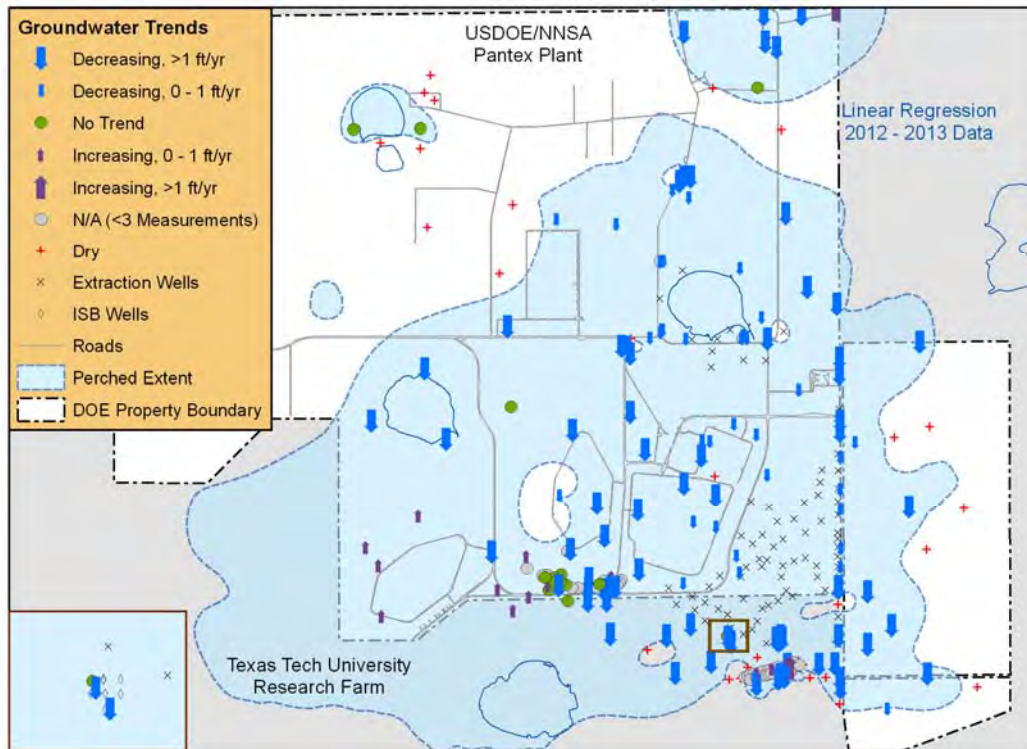 Groundwater Trends
Decreasing, >1 ft/yr
Decreasing, 0 - 1 ft/yr
No Trend
Increasing, 0 - 1 ft/yr
Increasing, >1 ft/yr
N/A (<3 Measurements)
Dry
Extraction Wells
ISB Wells
Roads
Perched Extent
DOE Property Boundary
USDOE/NNSA
Pantex Plant
Linear Regression
2012 - 2013 Data
Texas Tech University
Research Farm